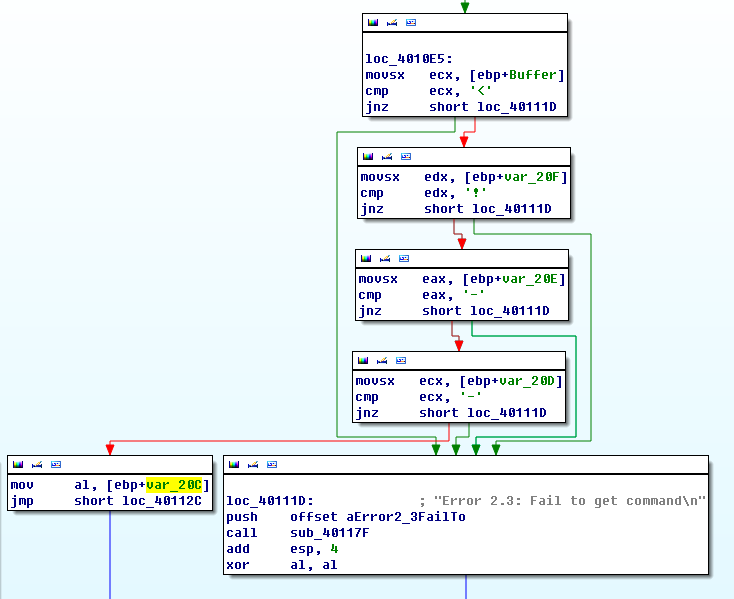 loc_4010E5:
movsx ecx, [ebp+Buffer]
cmp ecx, '<'
jnz short loc_40111D
movsx edx, [ebp+var_20F]
cmp edx, '!'
jnz short loc_40111D
movsx eax, [ebp+var_20E]
cmp eax, '-'
jnz short loc_40111D
movsx ecx, [ebp+var_20D]
cmp ecx, '-'
jnz short loc_40111D
mov al, [ebp+var_20C]
jmp short loc_40112C
loc_40111D: ; "Error 2.3: Fail to get command\n"
push offset aError2_3FailTo
call sub_40117F
add esp, 4
xor al, al